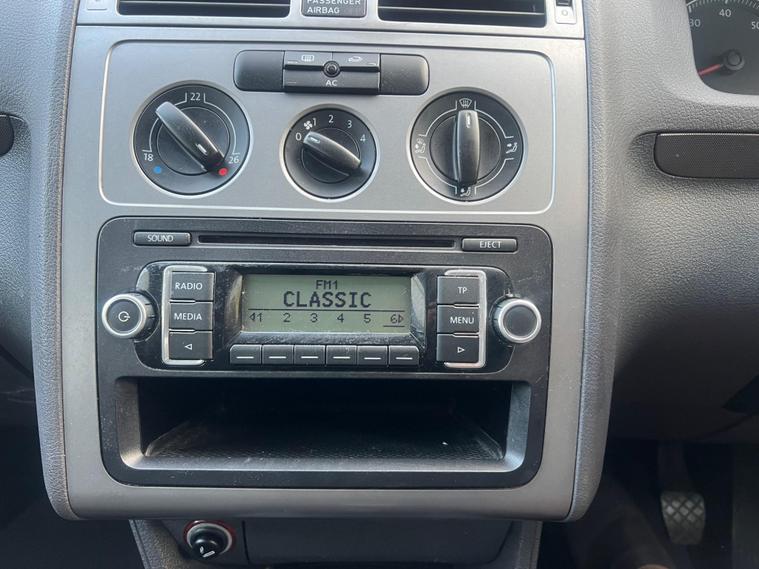 PASSENGER
AIRBAG
30 40 50
AC
22
18 26
0 1 2 3 4
SOUND EJECT
RADIO
MEDIA
FM1
CLASSIC
1 2 3 4 5 6
TP
MENU